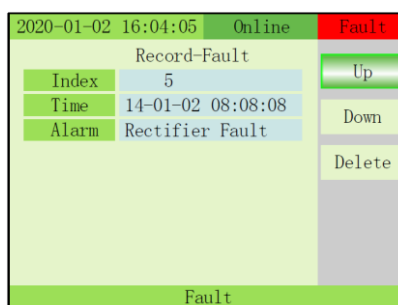 2020-01-02 16:04:05 Online Fault
Record-Fault
Up
Index 5
Time 14-01-02 08:08:08
Down
Alarm Rectifier Fault
Delete
Fault